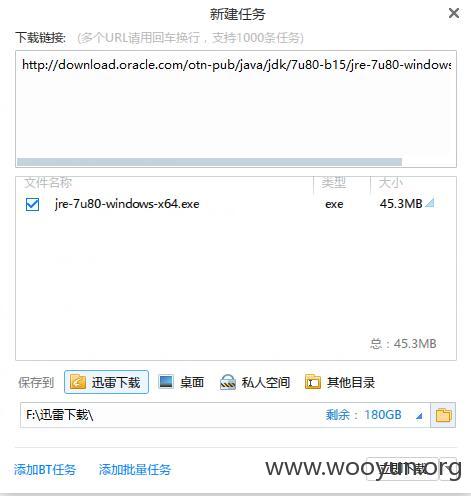 新建任务
下载链接: (多个URL请用回车换行，支持1000条任务)
http://download.oracle.com/otn-pub/java/jdk/7u80-b15/jre-7u80-windows
文件名称 类型 大小
jre-7u80-windows-x64.exe exe 45.3MB
总：45.3MB
保存到 迅雷下载 桌面 私人空间 其他目录
F:\迅雷下载\ 剩余：180GB
添加BT任务 添加批量任务 立即下载
www.wooyun.org